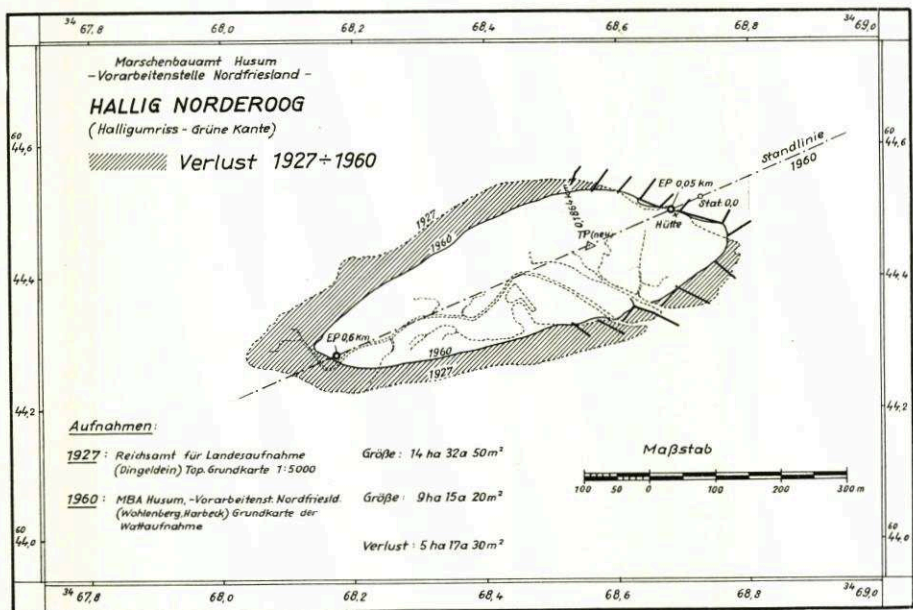 34 67,8 68,0 68,2 68,4 68,6 68,8 34 69,0
Marschenbauamt Husum
- Vorarbeitenstelle Nordfriesland -
HALLIG NORDEROOG
(Halligumriss - Grüne Kante)
Verlust 1927÷1960
60
44,6
44,4
44,2
60
44,0
60
44,6
44,4
44,2
60
44,0
Standlinie
1960
EP 0,05 km
Stat. 0,0
Hütte
TP (neu)
1927
1960
EP 0,6 km
1960
1927
Aufnahmen:
1927: Reichsamt für Landesaufnahme Größe: 14 ha 32a 50m²
(Dingeldein) Top. Grundkarte 1:5000
1960: MBA Husum, -Vorarbeitenst. Nordfriesld. Größe: 9 ha 15a 20m²
(Wohlenberg, Harbeck) Grundkarte der
Wattaufnahme
Verlust: 5 ha 17a 30m²
Maßstab
100 50 0 100 200 300 m
34 67,8 68,0 68,2 68,4 68,6 68,8 34 69,0